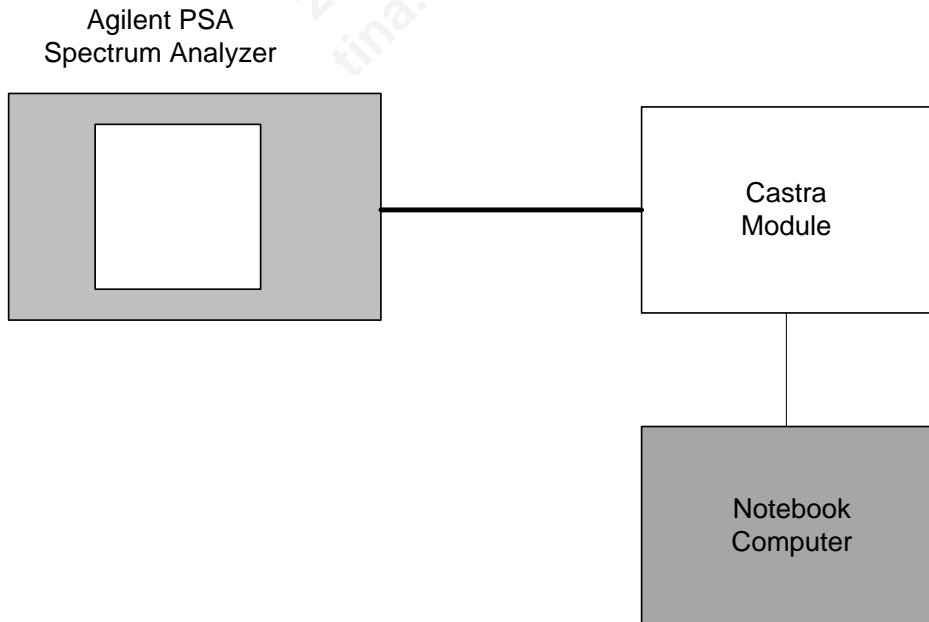 Agilent PSA
Spectrum Analyzer
Castra
Module
Notebook
Computer